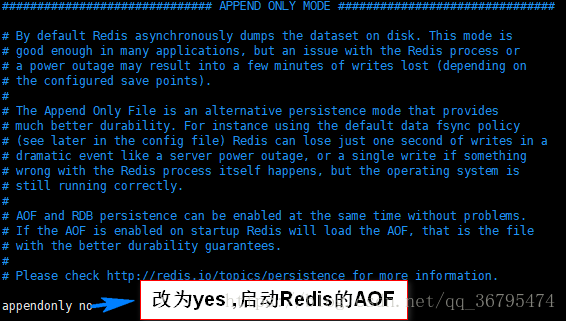 ############################## APPEND ONLY MODE ###############################
# By default Redis asynchronously dumps the dataset on disk. This mode is
# good enough in many applications, but an issue with the Redis process or
# a power outage may result into a few minutes of writes lost (depending on
# the configured save points).
#
# The Append Only File is an alternative persistence mode that provides
# much better durability. For instance using the default data fsync policy
# (see later in the config file) Redis can lose just one second of writes in a
# dramatic event like a server power outage, or a single write if something
# wrong with the Redis process itself happens, but the operating system is
# still running correctly.
#
# AOF and RDB persistence can be enabled at the same time without problems.
# If the AOF is enabled on startup Redis will load the AOF, that is the file
# with the better durability guarantees.
#
# Please check http://redis.io/topics/persistence for more information.
appendonly no
改为yes ,启动Redis的AOF
net/qq_36795474